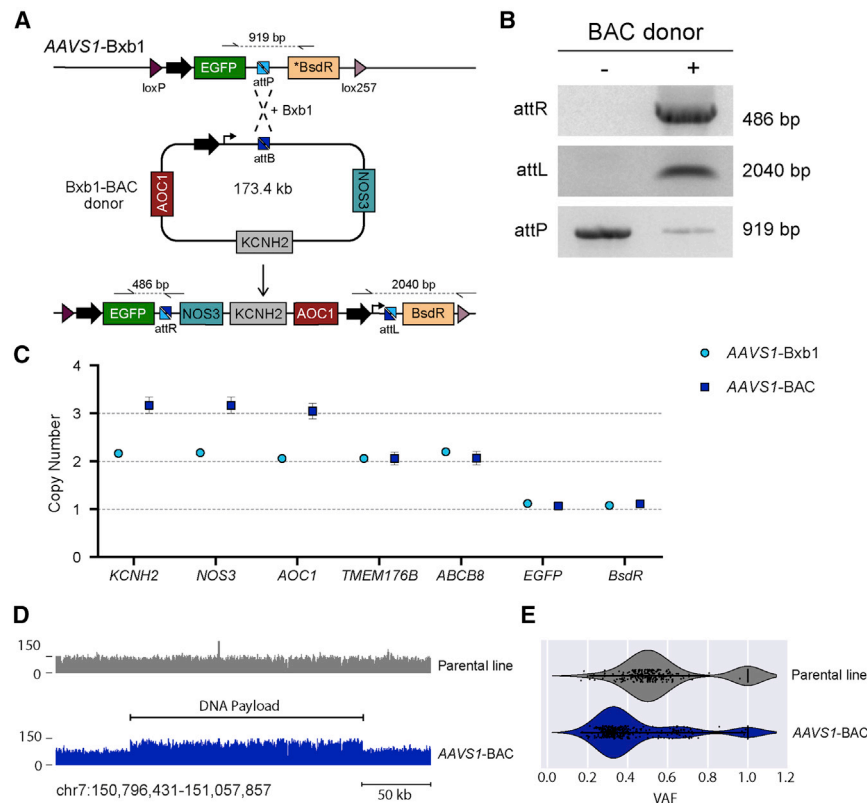 A
AAVS1-Bxb1
919 bp
EGFP
*BsdR
loxP
attP
lox257
+ Bxb1
attB
Bxb1-BAC
donor
AOC1
173.4 kb
NOS3
KCNH2
486 bp
2040 bp
EGFP
attR
NOS3
KCNH2
AOC1
attL
BsdR
B
BAC donor
- +
attR 486 bp
attL 2040 bp
attP 919 bp
C
Copy Number
4
3
2
1
0
KCNH2 NOS3 AOC1 TMEM176B ABCB8 EGFP BsdR
AAVS1-Bxb1
AAVS1-BAC
D
150
0
Parental line
DNA Payload
150
0
AAVS1-BAC
chr7:150,796,431-151,057,857
50 kb
E
Parental line
AAVS1-BAC
0.0 0.2 0.4 0.6 0.8 1.0 1.2
VAF